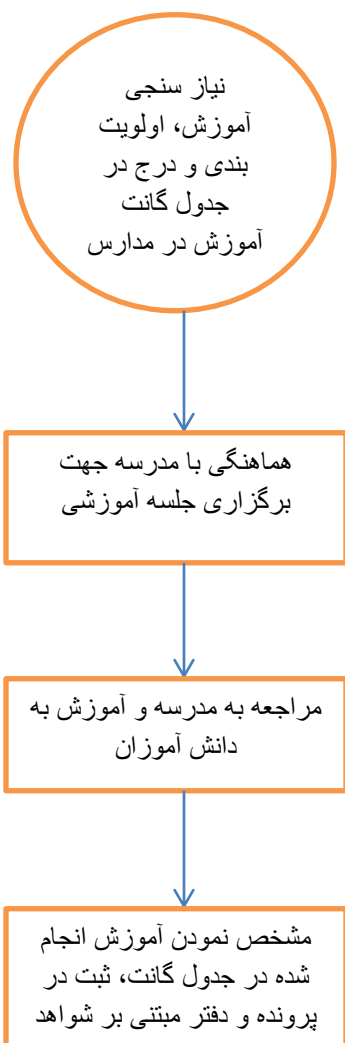 نیاز سنجی
آموزش، اولویت
بندی و درج در
جدول گانت
آموزش در مدارس
هماهنگی با مدرسه جهت
برگزاری جلسه آموزشی
مراجعه به مدرسه و آموزش به
دانش آموزان
مشخص نمودن آموزش انجام
شده در جدول گانت، ثبت در
پرونده و دفتر مبتنی بر شواهد